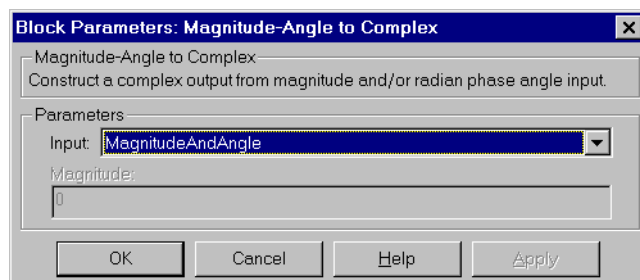 Block Parameters: Magnitude-Angle to Complex
Magnitude-Angle to Complex
Construct a complex output from magnitude and/or radian phase angle input.
Parameters
Input: MagnitudeAndAngle
Magnitude:
0
OK Cancel Help Apply